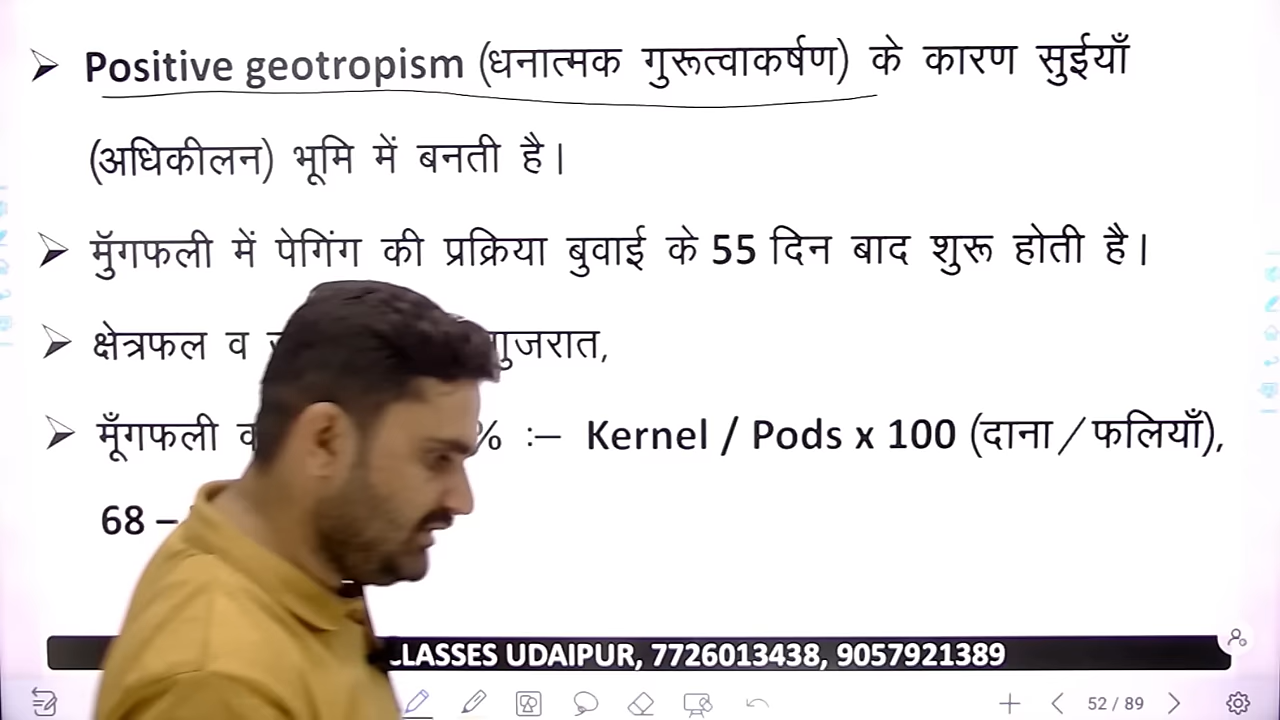 ➢ Positive geotropism (धनात्मक गुरूत्वाकर्षण) के कारण सुईयाँ
(अधिकीलन) भूमि में बनती है।
➢ मुॅगफली में पेगिंग की प्रक्रिया बुवाई के 55 दिन बाद शुरू होती है।
➢ क्षेत्रफल व गुजरात,
➢ मूँगफली % :– Kernel / Pods x 100 (दाना / फलियाँ),
68 –
CLASSES UDAIPUR, 7726013438, 9057921389
52 / 89